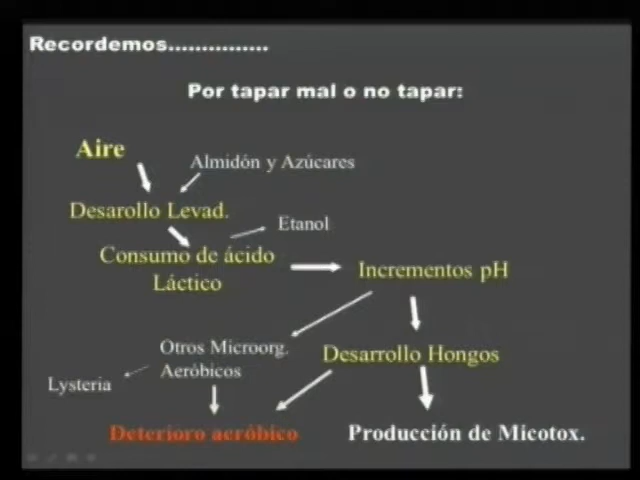 Recordemos...............
Por tapar mal o no tapar:
Aire
Almidón y Azúcares
Desarollo Levad.
Etanol
Consumo de ácido
Láctico
Incrementos pH
Otros Microorg.
Aeróbicos
Desarrollo Hongos
Lysteria
Deterioro aeróbico
Producción de Micotox.